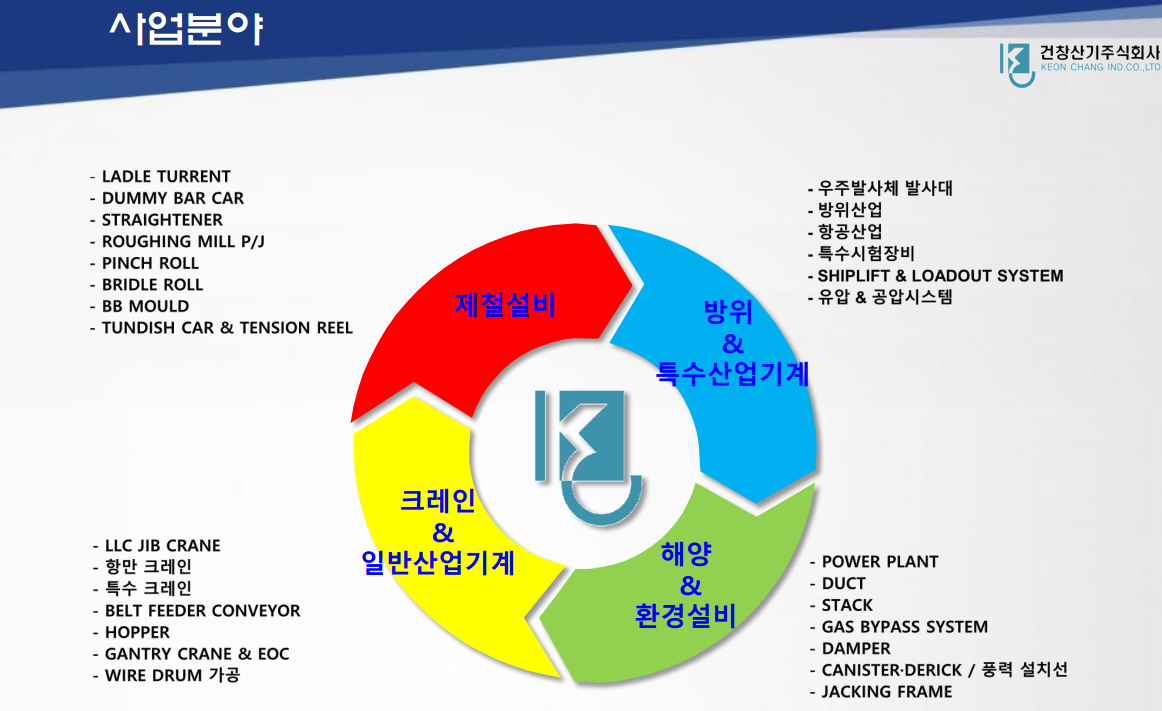 사업분야
건창산기주식회사
KEON CHANG IND.CO.,LTD
- LADLE TURRENT
- DUMMY BAR CAR
- STRAIGHTENER
- ROUGHING MILL P/J
- PINCH ROLL
- BRIDLE ROLL
- BB MOULD
- TUNDISH CAR & TENSION REEL
- 우주발사체 발사대
- 방위산업
- 항공산업
- 특수시험장비
- SHIPLIFT & LOADOUT SYSTEM
- 유압 & 공압시스템
제철설비
방위
&
특수산업기계
크레인
&
일반산업기계
해양
&
환경설비
- LLC JIB CRANE
- 항만 크레인
- 특수 크레인
- BELT FEEDER CONVEYOR
- HOPPER
- GANTRY CRANE & EOC
- WIRE DRUM 가공
- POWER PLANT
- DUCT
- STACK
- GAS BYPASS SYSTEM
- DAMPER
- CANISTER·DERICK / 풍력 설치선
- JACKING FRAME